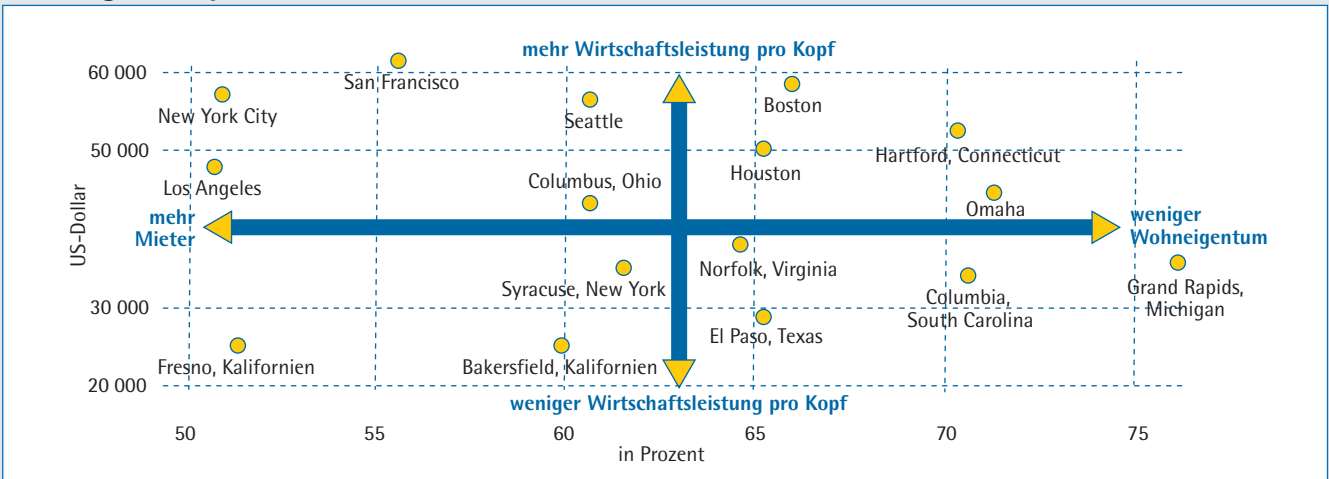 mehr Wirtschaftsleistung pro Kopf
60 000
San Francisco
New York City
Seattle
Boston
50 000
Hartford, Connecticut
Houston
Los Angeles
Columbus, Ohio
Omaha
US-Dollar
mehr
Mieter
weniger
Wohneigentum
Norfolk, Virginia
Syracuse, New York
Columbia,
South Carolina
Grand Rapids,
Michigan
30 000
El Paso, Texas
Fresno, Kalifornien
Bakersfield, Kalifornien
20 000
weniger Wirtschaftsleistung pro Kopf
50
55
60
65
70
75
in Prozent